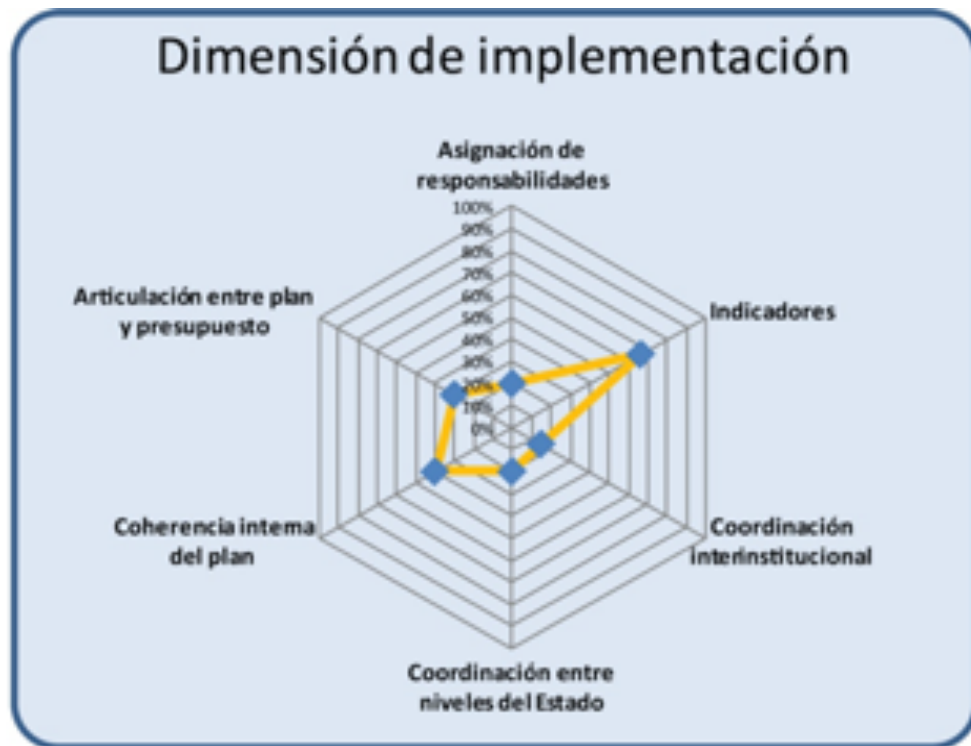 Dimensión de implementación
Asignación de
responsabilidades
100%
90%
80%
70%
60%
50%
40%
30%
20%
10%
0%
Indicadores
Articulación entre plan
y presupuesto
Coherencia interna
del plan
Coordinación
interinstitucional
Coordinación entre
niveles del Estado